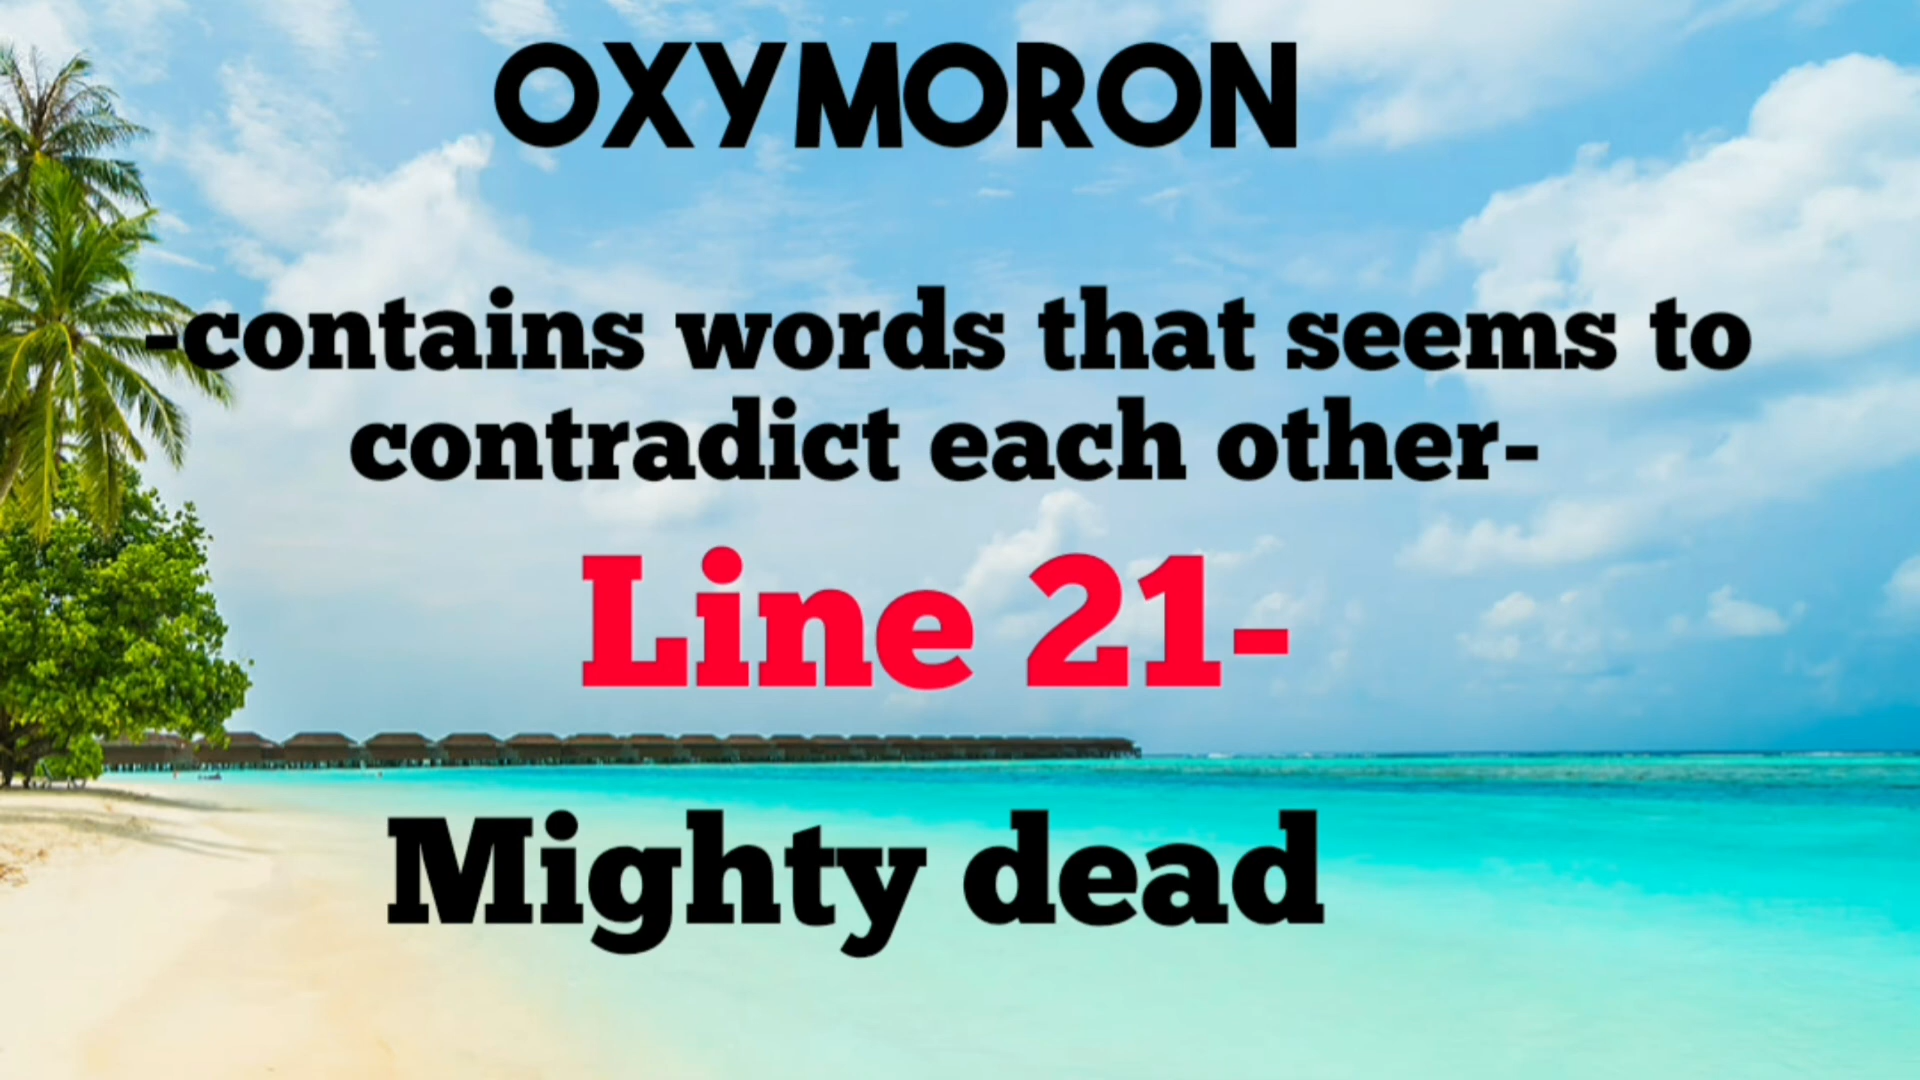 OXYMORON
-contains words that seems to
contradict each other-
Line 21-
Mighty dead